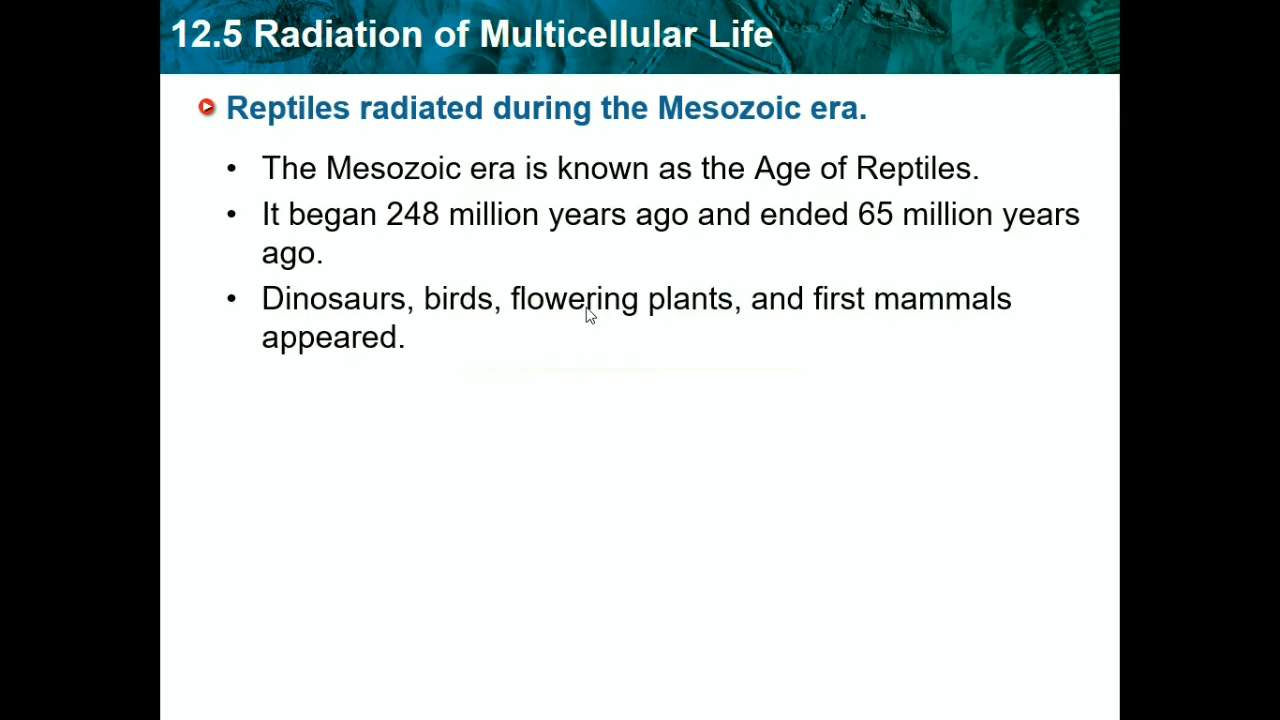 12.5 Radiation of Multicellular Life
Reptiles radiated during the Mesozoic era.
• The Mesozoic era is known as the Age of Reptiles.
• It began 248 million years ago and ended 65 million years
ago.
• Dinosaurs, birds, flowering plants, and first mammals
appeared.